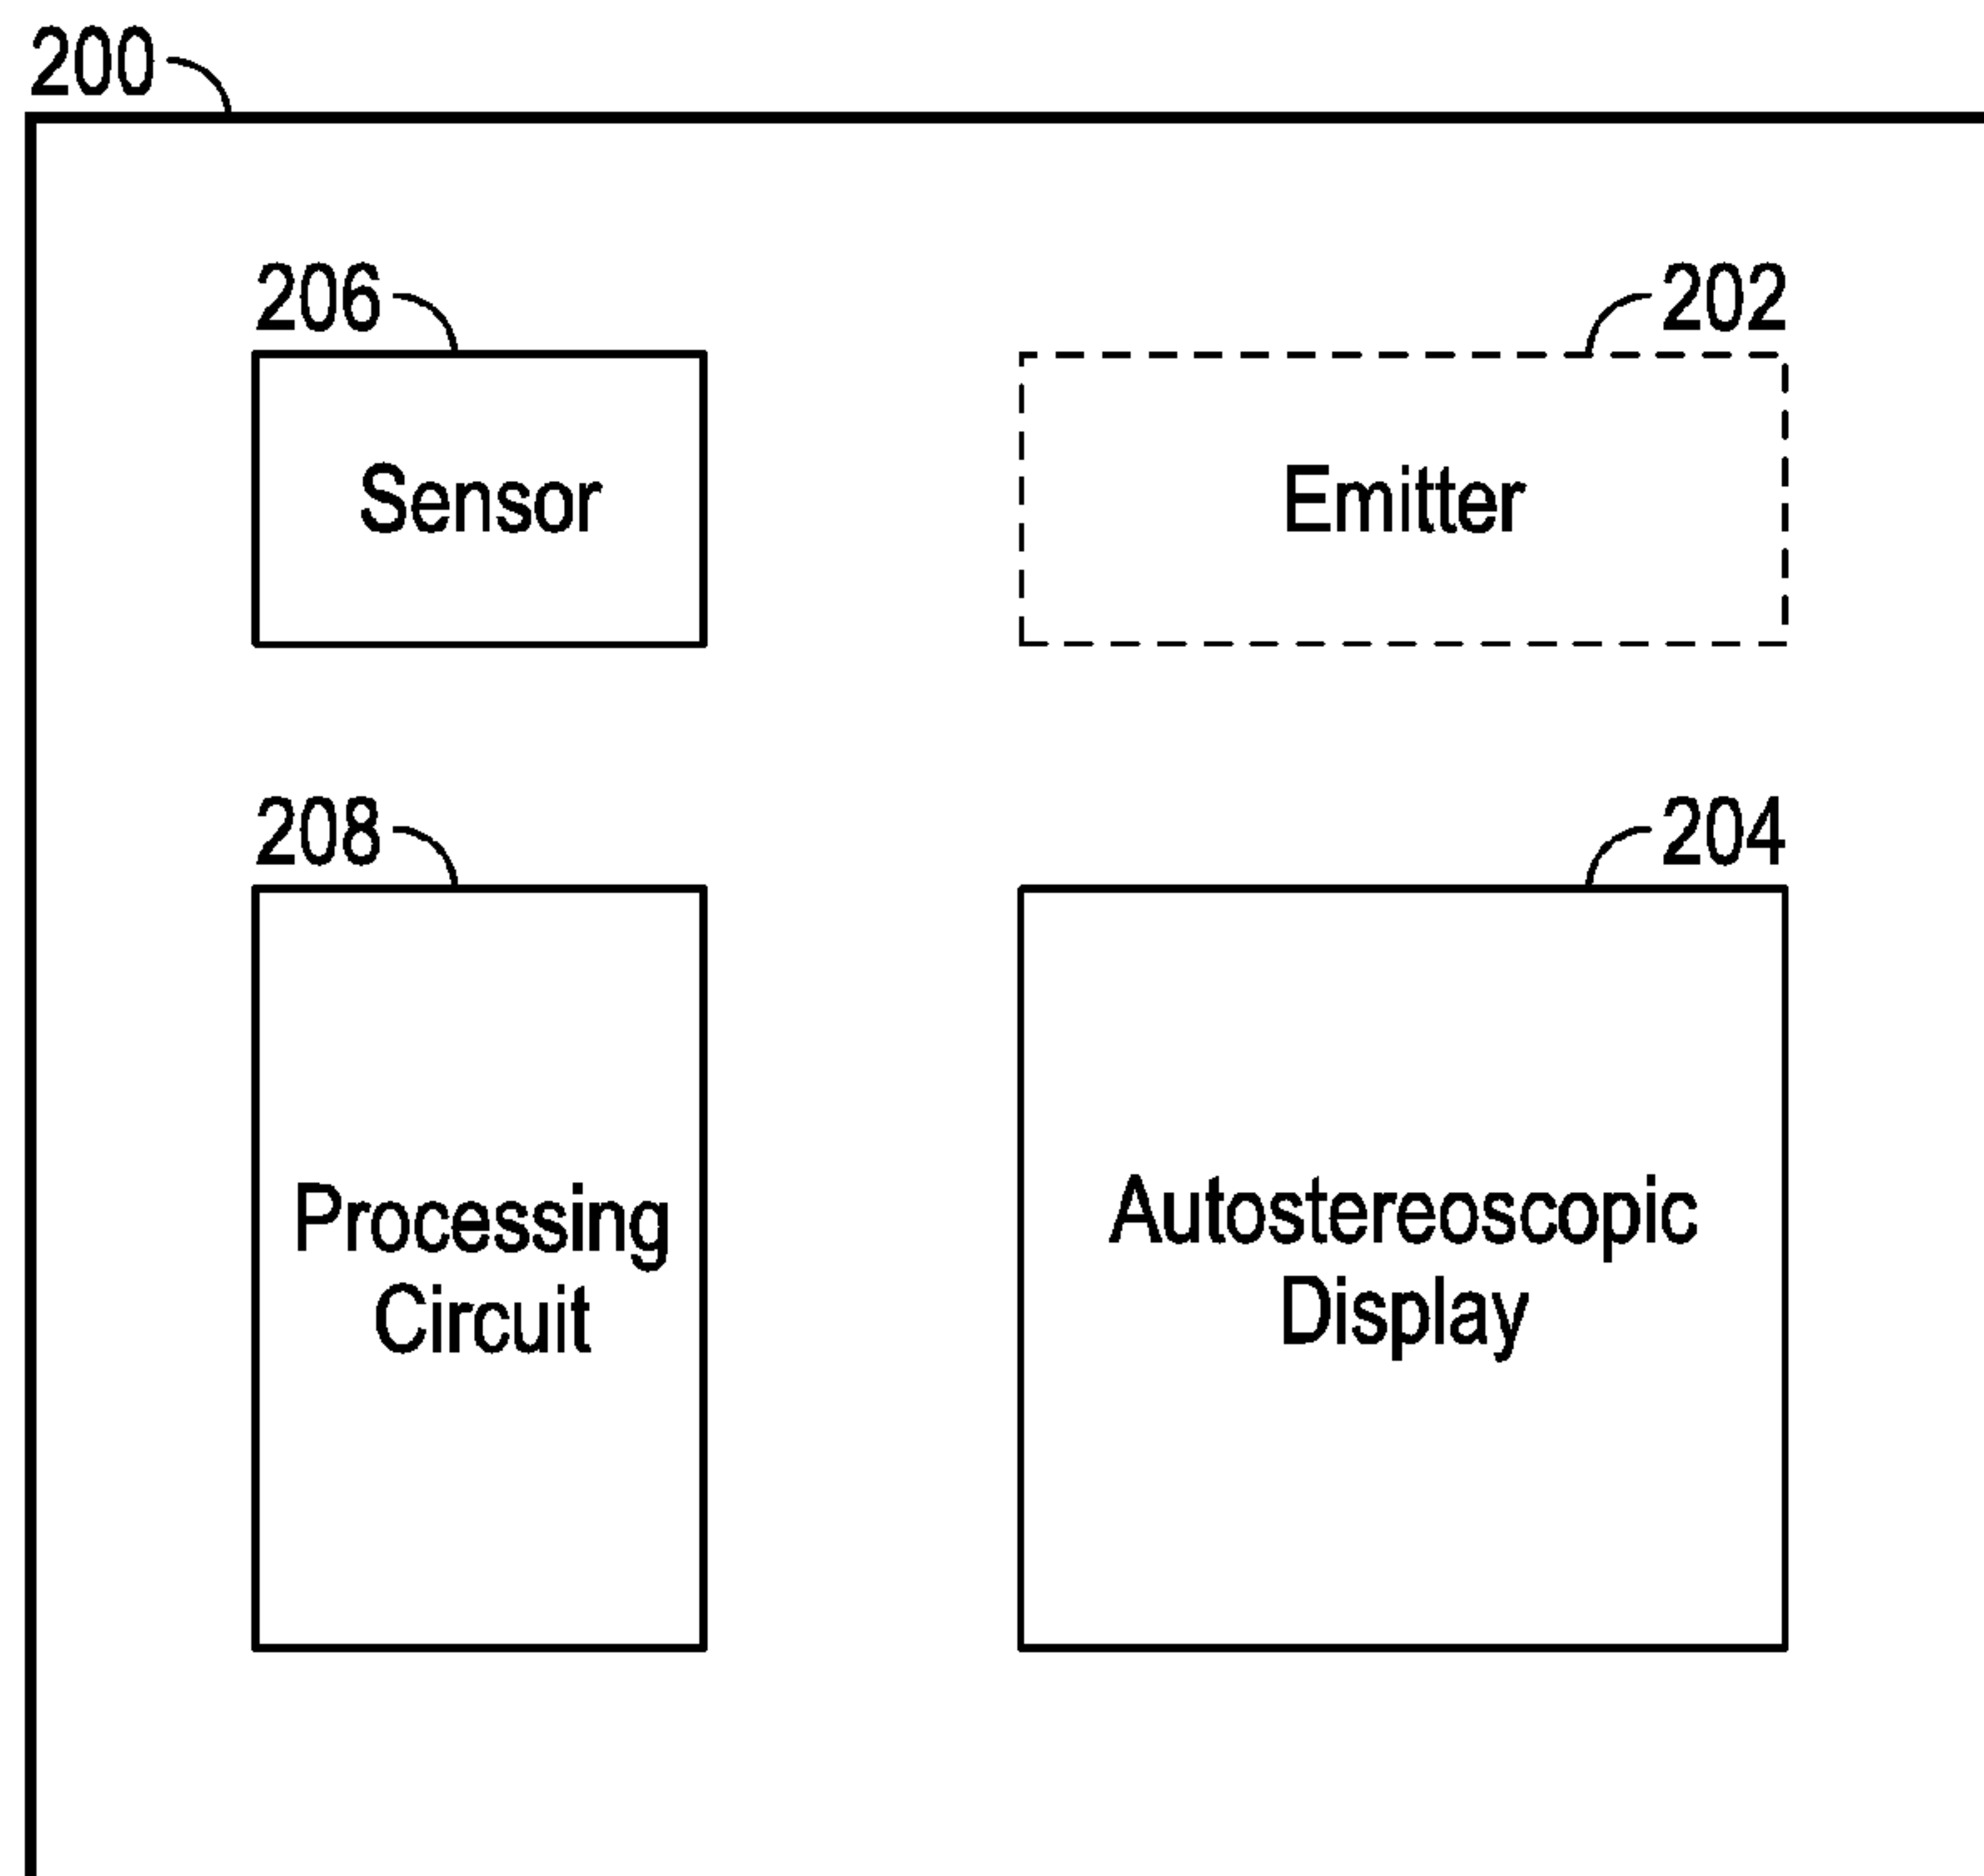 200
206
202
Sensor
Emitter
208
204
Processing
Circuit
Autostereoscopic
Display